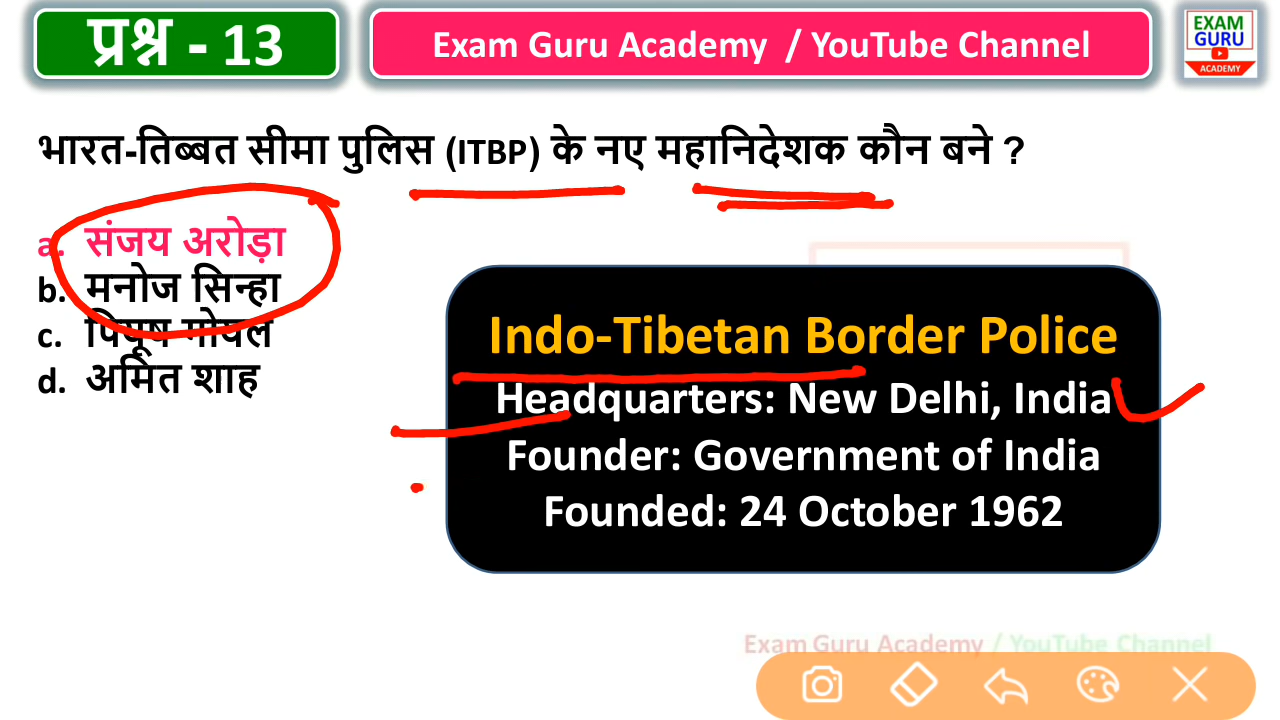 प्रश्न - 13
Exam Guru Academy / YouTube Channel
EXAM
GURU
ACADEMY
भारत-तिब्बत सीमा पुलिस (ITBP) के नए महानिदेशक कौन बने ?
a. संजय अरोड़ा
b. मनोज सिन्हा
c. पियूष गोयल
d. अमित शाह
Indo-Tibetan Border Police
Headquarters: New Delhi, India
Founder: Government of India
Founded: 24 October 1962
Exam Guru Academy / YouTube Channel